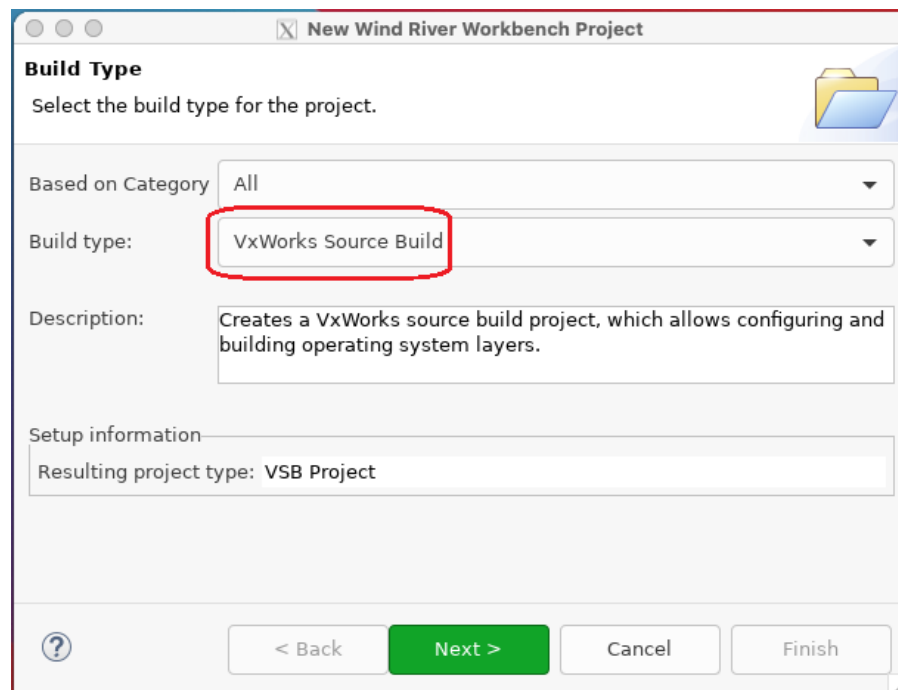 New Wind River Workbench Project
Build Type
Select the build type for the project.
Based on Category All
Build type: VxWorks Source Build
Description: Creates a VxWorks source build project, which allows configuring and
building operating system layers.
Setup information
Resulting project type: VSB Project
? < Back Next > Cancel Finish